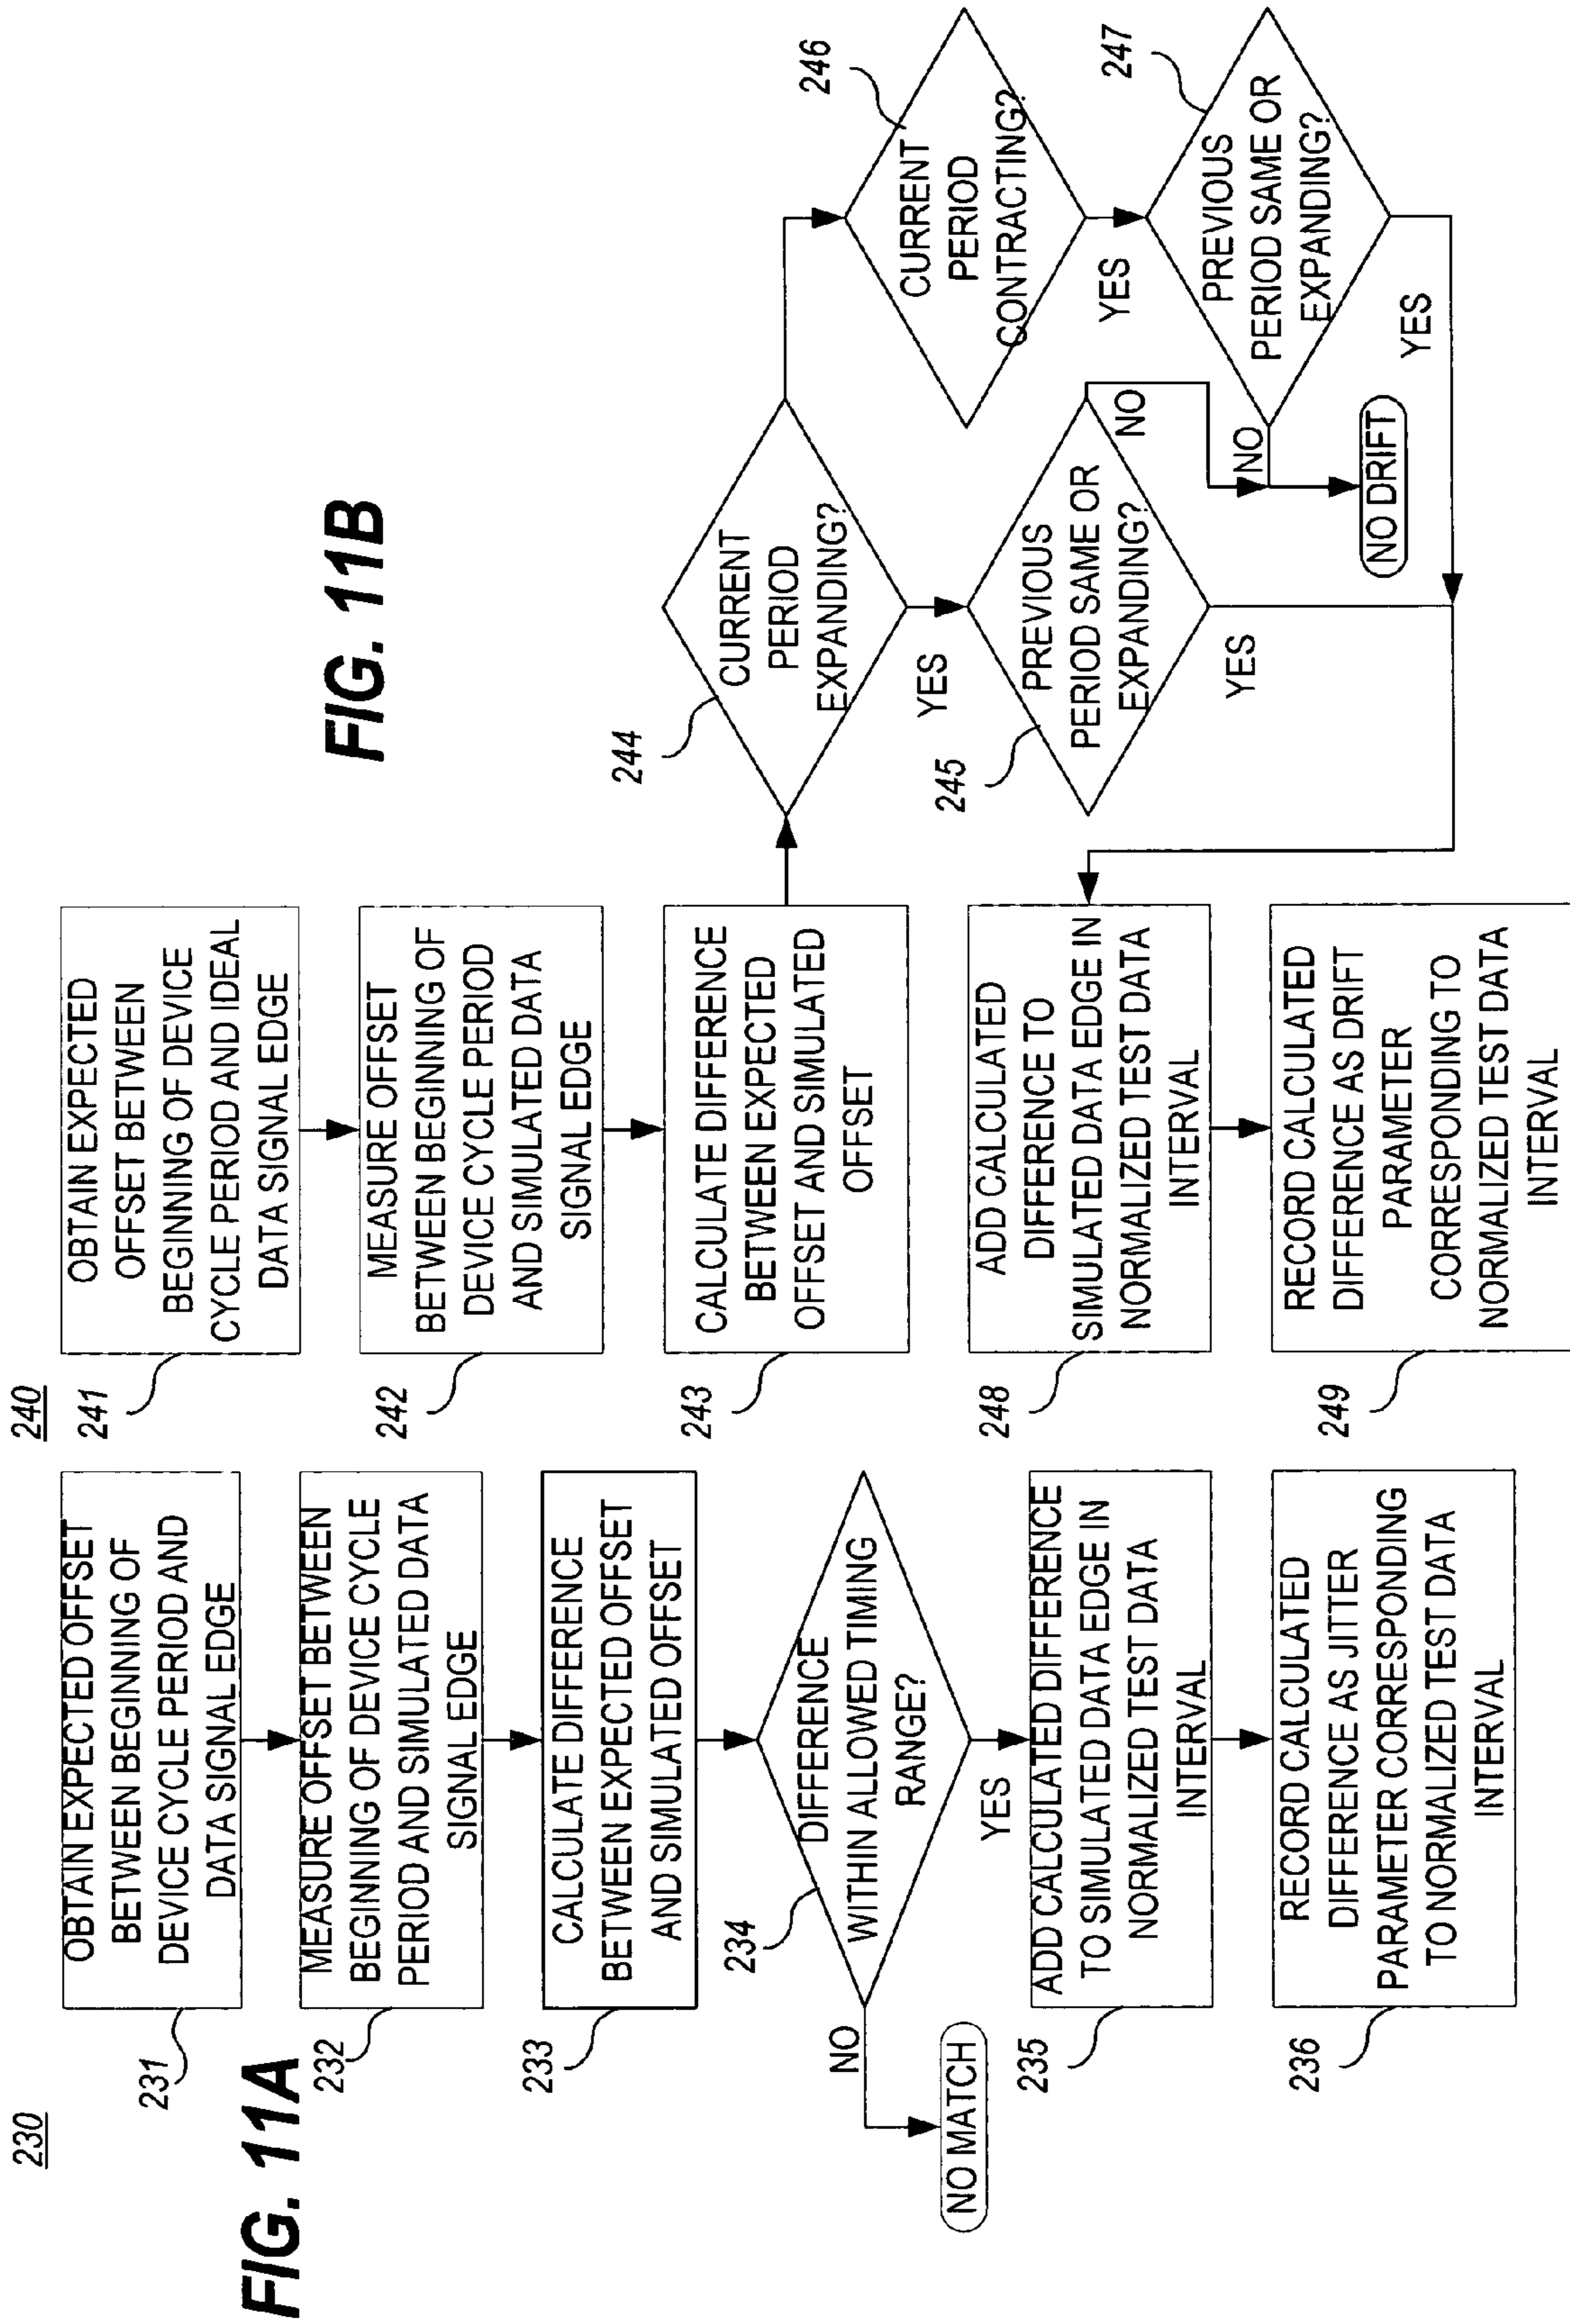 230
FIG. 11A
231
OBTAIN EXPECTED OFFSET
BETWEEN BEGINNING OF
DEVICE CYCLE PERIOD AND
DATA SIGNAL EDGE
232
MEASURE OFFSET BETWEEN
BEGINNING OF DEVICE CYCLE
PERIOD AND SIMULATED DATA
SIGNAL EDGE
233
CALCULATE DIFFERENCE
BETWEEN EXPECTED OFFSET
AND SIMULATED OFFSET
234
DIFFERENCE
WITHIN ALLOWED TIMING
RANGE?
NO
NO MATCH
YES
235
ADD CALCULATED DIFFERENCE
TO SIMULATED DATA EDGE IN
NORMALIZED TEST DATA
INTERVAL
236
RECORD CALCULATED
DIFFERENCE AS JITTER
PARAMETER CORRESPONDING
TO NORMALIZED TEST DATA
INTERVAL
240
FIG. 11B
241
OBTAIN EXPECTED
OFFSET BETWEEN
BEGINNING OF DEVICE
CYCLE PERIOD AND IDEAL
DATA SIGNAL EDGE
242
MEASURE OFFSET
BETWEEN BEGINNING OF
DEVICE CYCLE PERIOD
AND SIMULATED DATA
SIGNAL EDGE
243
CALCULATE DIFFERENCE
BETWEEN EXPECTED
OFFSET AND SIMULATED
OFFSET
244
CURRENT
PERIOD
EXPANDING?
YES
245
PREVIOUS
PERIOD SAME OR
EXPANDING?
NO
YES
246
CURRENT
PERIOD
CONTRACTING?
YES
247
PREVIOUS
PERIOD SAME OR
EXPANDING?
NO
YES
NO DRIFT
248
ADD CALCULATED
DIFFERENCE TO
SIMULATED DATA EDGE IN
NORMALIZED TEST DATA
INTERVAL
249
RECORD CALCULATED
DIFFERENCE AS DRIFT
PARAMETER
CORRESPONDING TO
NORMALIZED TEST DATA
INTERVAL